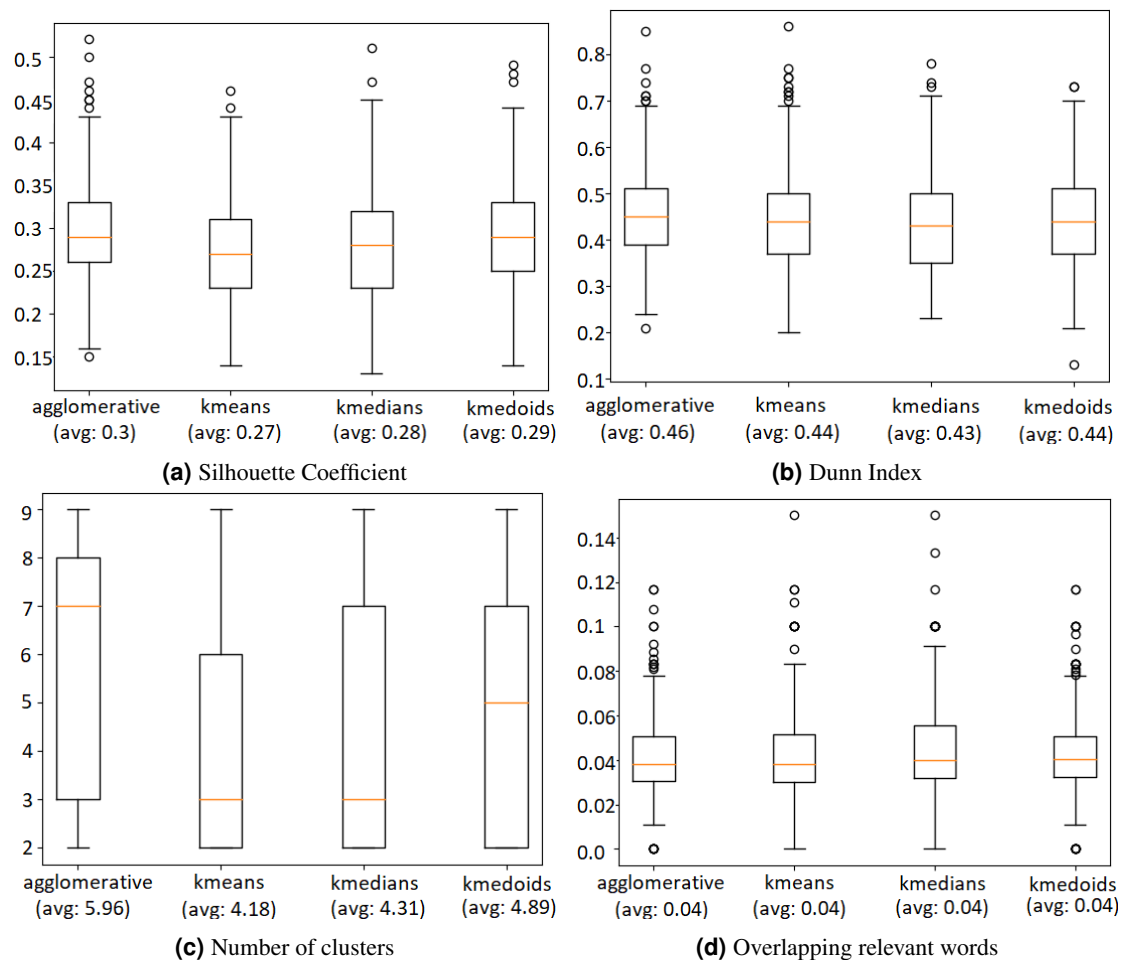 0.5
0.45
0.4
0.35
0.3
0.25
0.2
0.15
agglomerative kmeans kmedians kmedoids
(avg: 0.3) (avg: 0.27) (avg: 0.28) (avg: 0.29)
(a) Silhouette Coefficient
0.8
0.7
0.6
0.5
0.4
0.3
0.2
0.1
agglomerative kmeans kmedians kmedoids
(avg: 0.46) (avg: 0.44) (avg: 0.43) (avg: 0.44)
(b) Dunn Index
9
8
7
6
5
4
3
2
agglomerative kmeans kmedians kmedoids
(avg: 5.96) (avg: 4.18) (avg: 4.31) (avg: 4.89)
(c) Number of clusters
0.14
0.12
0.1
0.08
0.06
0.04
0.02
0.0
agglomerative kmeans kmedians kmedoids
(avg: 0.04) (avg: 0.04) (avg: 0.04) (avg: 0.04)
(d) Overlapping relevant words